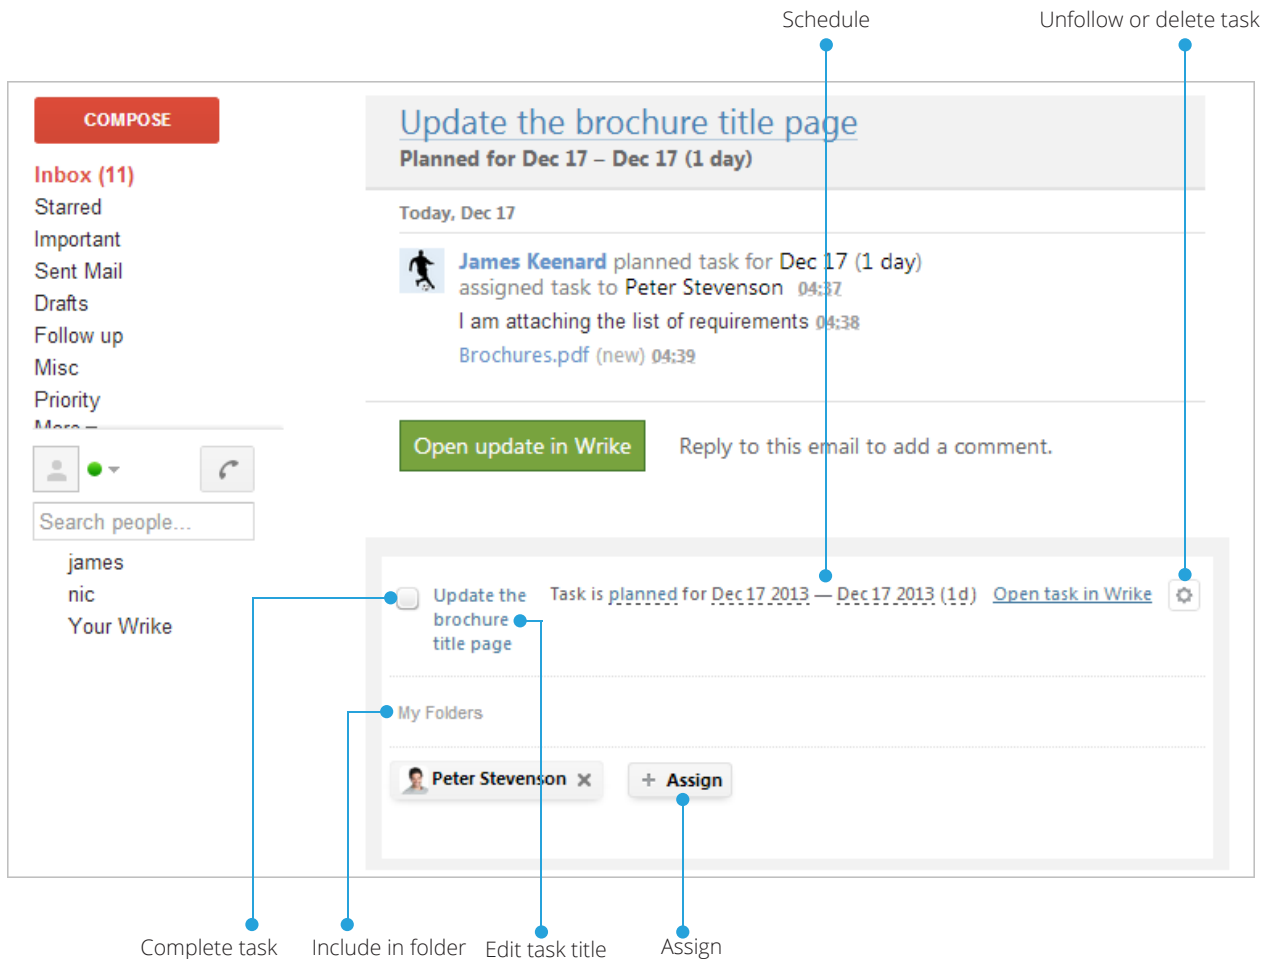 Schedule
Unfollow or delete task
COMPOSE
Inbox (11)
Starred
Important
Sent Mail
Drafts
Follow up
Misc
Priority
More
Search people...
james
nic
Your Wrike
Update the brochure title page
Planned for Dec 17 – Dec 17 (1 day)
Today, Dec 17
James Keenard planned task for Dec 17 (1 day)
assigned task to Peter Stevenson 04:37
I am attaching the list of requirements 04:38
Brochures.pdf (new) 04:39
Open update in Wrike
Reply to this email to add a comment.
Update the
brochure
title page
Task is planned for Dec 17 2013 — Dec 17 2013 (1d) Open task in Wrike
My Folders
Peter Stevenson
+ Assign
Complete task
Include in folder
Edit task title
Assign